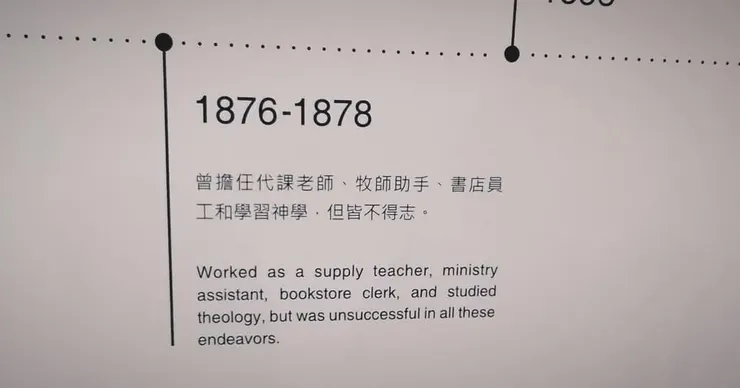 1876-1878
曾擔任代課老師、牧師助手、書店員
工和學習神學，但皆不得志。
Worked as a supply teacher, ministry
assistant, bookstore clerk, and studied
theology, but was unsuccessful in all these
endeavors.